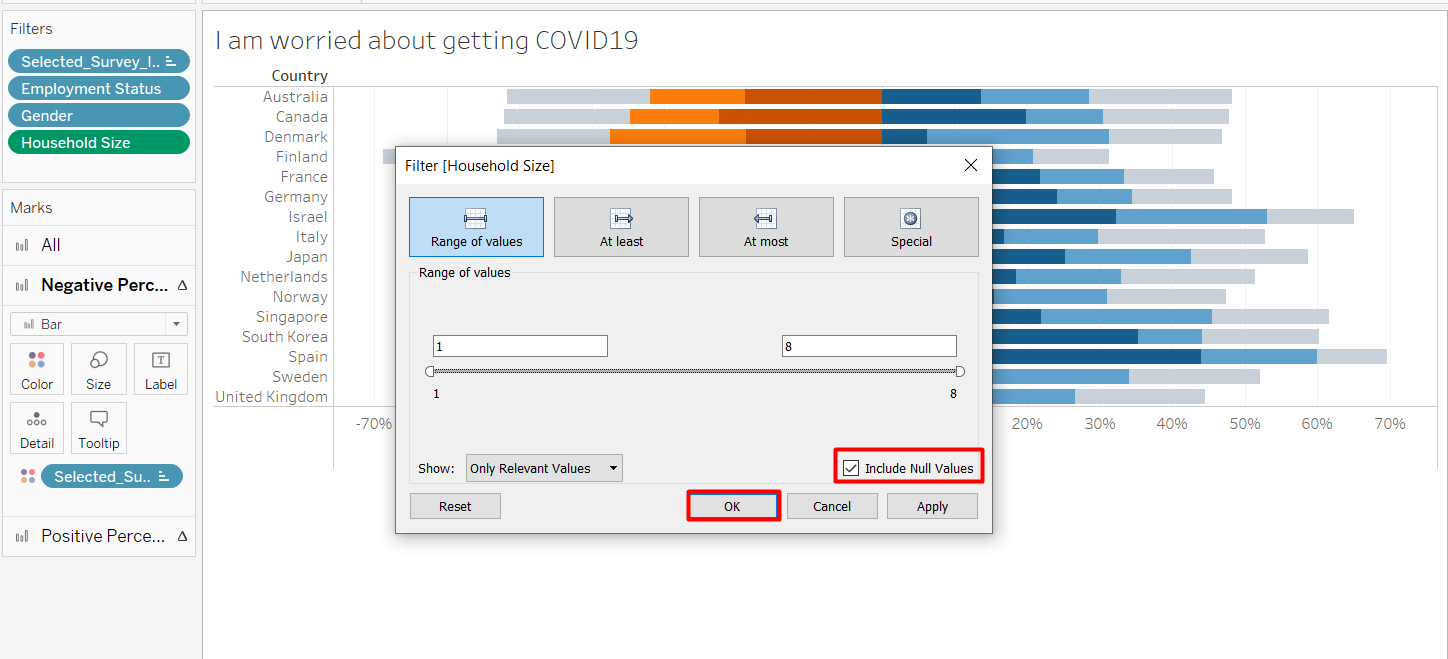 Filters
Selected_Survey_I..
Employment Status
Gender
Household Size
Marks
All
Negative Perc...
Bar
Color
Size
Label
Detail
Tooltip
Selected_Su..
Positive Perce...
I am worried about getting COVID19
Country
Australia
Canada
Denmark
Finland
France
Germany
Israel
Italy
Japan
Netherlands
Norway
Singapore
South Korea
Spain
Sweden
United Kingdom
-70%
20%
30%
40%
50%
60%
70%
Filter [Household Size]
Range of values
At least
At most
Special
Range of values
1
8
1
8
Show:
Only Relevant Values
Include Null Values
Reset
OK
Cancel
Apply